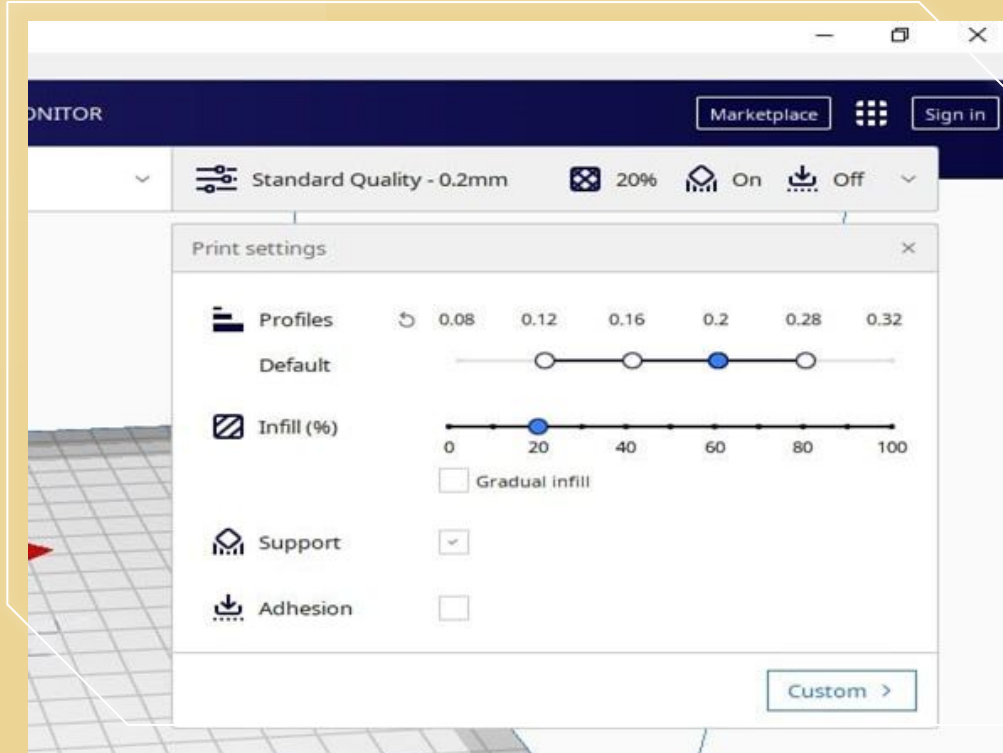 ONITOR Marketplace Sign in
Standard Quality - 0.2mm 20% On Off
Print settings
Profiles 0.08 0.12 0.16 0.2 0.28 0.32
Default
Infill (%)
0 20 40 60 80 100
Gradual infill
Support
Adhesion
Custom >